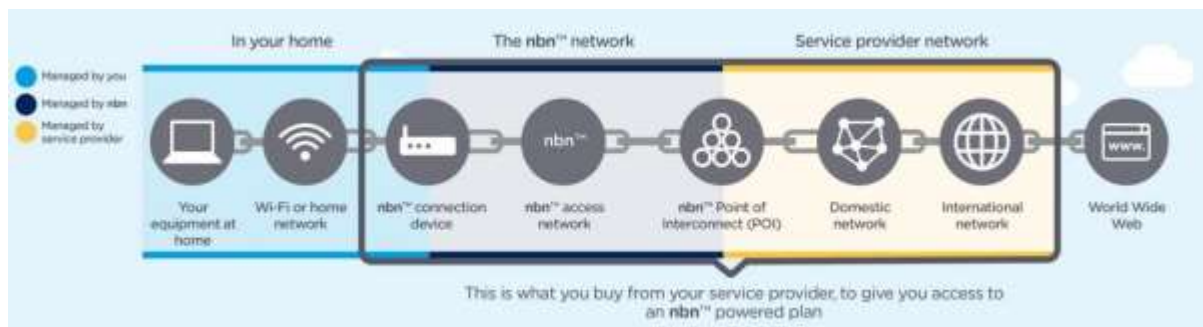 In your home
The nbn™ network
Service provider network
Managed by you
Managed by nbn
Managed by
service provider
nbn™
www.
Your
equipment at
home
Wi-Fi or home
network
nbn™ connection
device
nbn™ access
network
nbn™ Point of
Interconnect (POI)
Domestic
network
International
network
World Wide
Web
This is what you buy from your service provider, to give you access to
an nbn™ powered plan